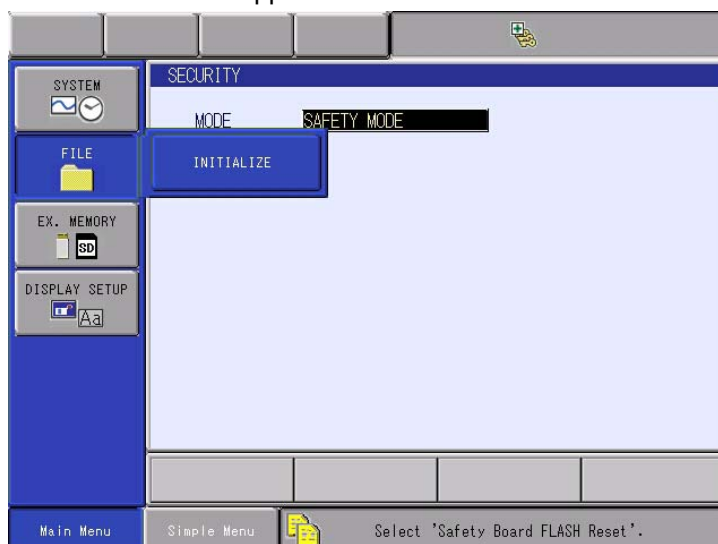 SECURITY
SYSTEM
MODE SAFETY MODE
FILE
INITIALIZE
EX. MEMORY
SD
DISPLAY SETUP
Aa
Main Menu
Simple Menu
Select 'Safety Board FLASH Reset'.